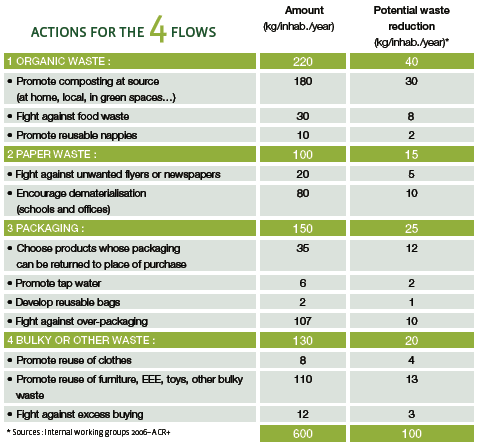 ACTIONS FOR THE 4 FLOWS
Amount
(kg/inhab./year)
Potential waste
reduction
(kg/inhab./year)*
1 ORGANIC WASTE : 220 40
• Promote composting at source 180 30
(at home, local, in green spaces...)
• Fight against food waste 30 8
• Promote reusable nappies 10 2
2 PAPER WASTE : 100 15
• Fight against unwanted flyers or newspapers 20 5
• Encourage dematerialisation 80 10
(schools and offices)
3 PACKAGING : 150 25
• Choose products whose packaging 35 12
can be returned to place of purchase
• Promote tap water 6 2
• Develop reusable bags 2 1
• Fight against over-packaging 107 10
4 BULKY OR OTHER WASTE : 130 20
• Promote reuse of clothes 8 4
• Promote reuse of furniture, EEE, toys, other bulky 110 13
waste
• Fight against excess buying 12 3
* Sources : Internal working groups 2006–ACR+ 600 100